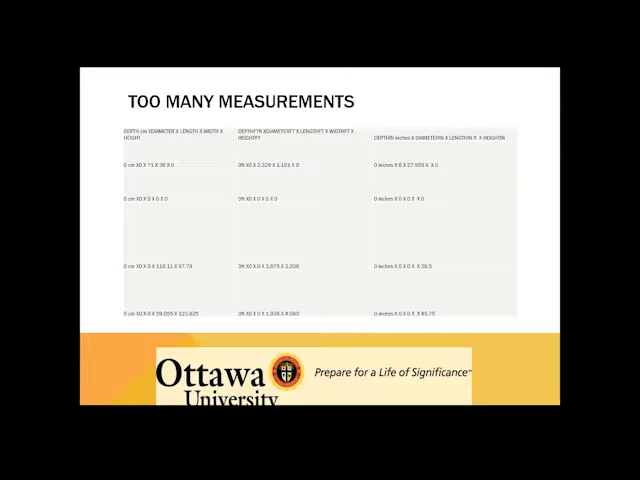 TOO MANY MEASUREMENTS
DEPTH cm XDIAMETER X LENGTH X WIDTH X
HEIGHT
DEPTHFTft XDIAMETERFT X LENGTHFT X WIDTHFT X
HEIGHTFT
DEPTHIN inches X DIAMETERIN X LENGTHIN X X HEIGHTIN
0 cm X0 X 71 X 36 X 0
0ft X0 X 2.329 X 1.181 X 0
0 inches X 0 X 27.953 X X 0
0 cm X0 X 0 X 0 X 0
0ft X0 X 0 X 0 X 0
0 inches X 0 X 0 X X 0
0 cm X0 X 0 X 118.11 X 97.79
0ft X0 X 0 X 3.875 X 3.208
0 inches X 0 X 0 X X 38.5
0 cm X0 X 0 X 59.055 X 123.825
0ft X0 X 0 X 1.938 X 4.063
0 inches X 0 X 0 X X 48.75
Ottawa
University
Prepare for a Life of Significance